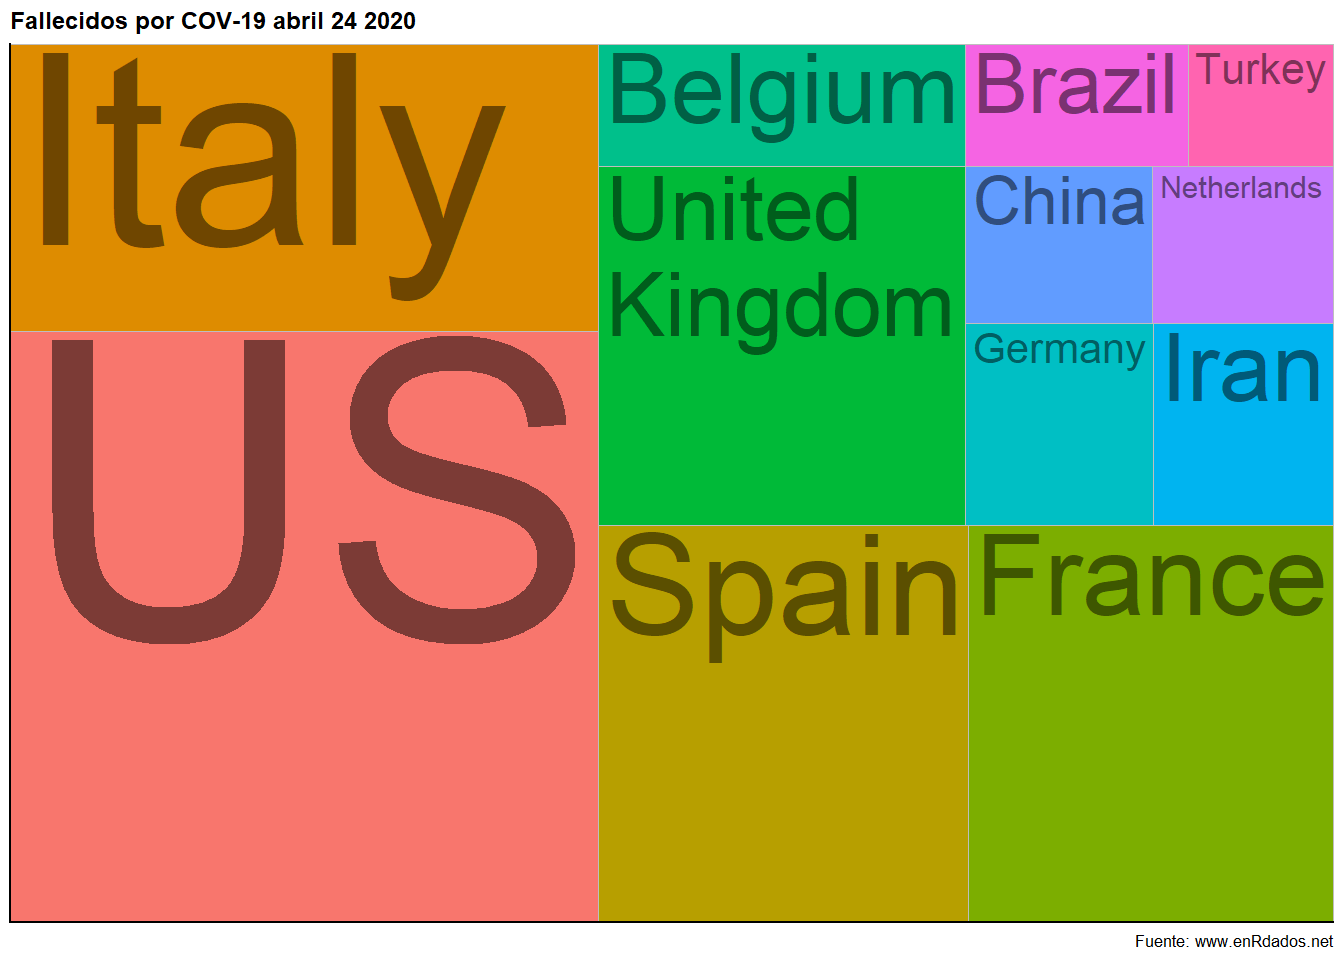 Fallecidos por COV-19 abril 24 2020
Italy
US
Belgium
United
Kingdom
Spain
Brazil
Turkey
China
Netherlands
Germany
Iran
France
Fuente: www.enRdados.net